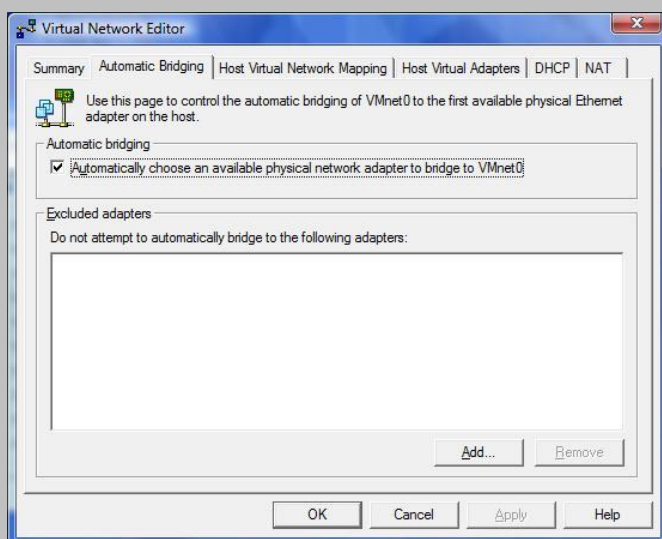 Virtual Network Editor
Summary Automatic Bridging Host Virtual Network Mapping Host Virtual Adapters DHCP NAT
Use this page to control the automatic bridging of VMnet0 to the first available physical Ethernet
adapter on the host.
Automatic bridging
Automatically choose an available physical network adapter to bridge to VMnet0
Excluded adapters
Do not attempt to automatically bridge to the following adapters:
Add... Remove
OK Cancel Apply Help